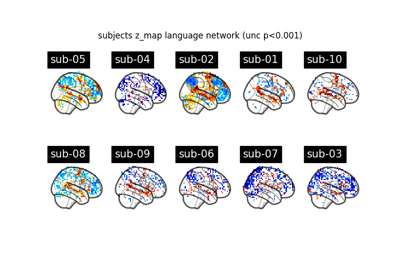 subjects z_map language network (unc p<0.001)
sub-05 sub-04 sub-02 sub-01 sub-10
sub-08 sub-09 sub-06 sub-07 sub-03